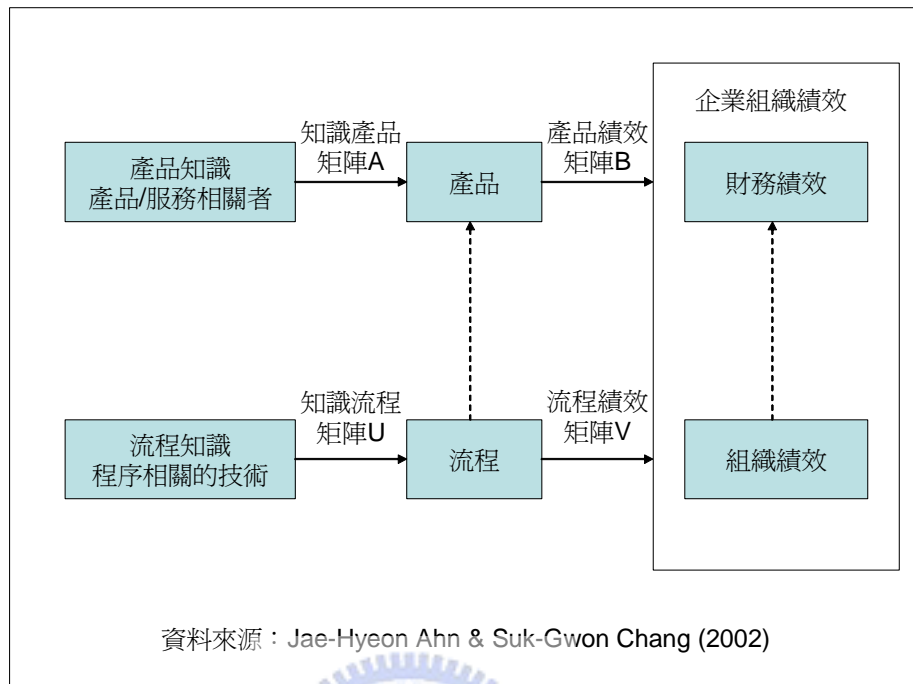 企業組織績效
知識產品
矩陣A
產品績效
矩陣B
產品知識
產品/服務相關者
產品
財務績效
知識流程
矩陣U
流程績效
矩陣V
流程知識
程序相關的技術
流程
組織績效
資料來源：Jae-Hyeon Ahn & Suk-Gwon Chang (2002)